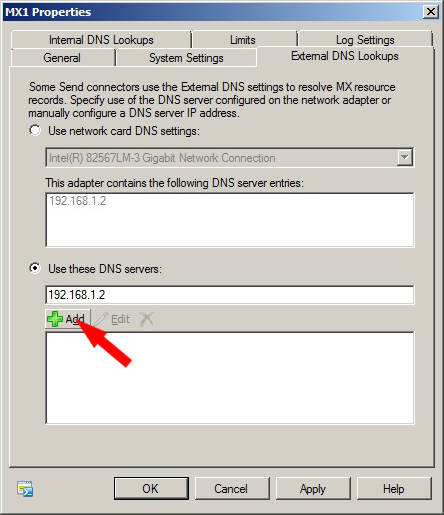 MX1 Properties
Internal DNS Lookups
Limits
Log Settings
General
System Settings
External DNS Lookups
Some Send connectors use the External DNS settings to resolve MX resource
records. Specify use of the DNS server configured on the network adapter or
manually configure a DNS server IP address.
Use network card DNS settings:
Intel(R) 82567LM-3 Gigabit Network Connection
This adapter contains the following DNS server entries:
192.168.1.2
Use these DNS servers:
192.168.1.2
Add
Edit
OK
Cancel
Apply
Help